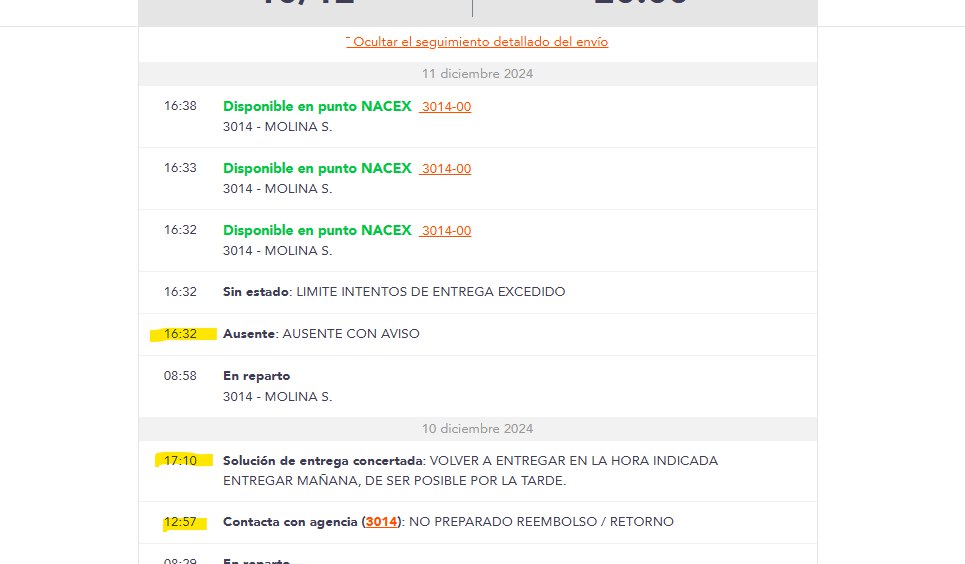 Ocultar el seguimiento detallado del envío
11 diciembre 2024
16:38 Disponible en punto NACEX 3014-00
3014 - MOLINA S.
16:33 Disponible en punto NACEX 3014-00
3014 - MOLINA S.
16:32 Disponible en punto NACEX 3014-00
3014 - MOLINA S.
16:32 Sin estado: LIMITE INTENTOS DE ENTREGA EXCEDIDO
16:32 Ausente: AUSENTE CON AVISO
08:58 En reparto
3014 - MOLINA S.
10 diciembre 2024
17:10 Solución de entrega concertada: VOLVER A ENTREGAR EN LA HORA INDICADA
ENTREGAR MAÑANA, DE SER POSIBLE POR LA TARDE.
12:57 Contacta con agencia (3014): NO PREPARADO REEMBOLSO / RETORNO
08:29 En reparto